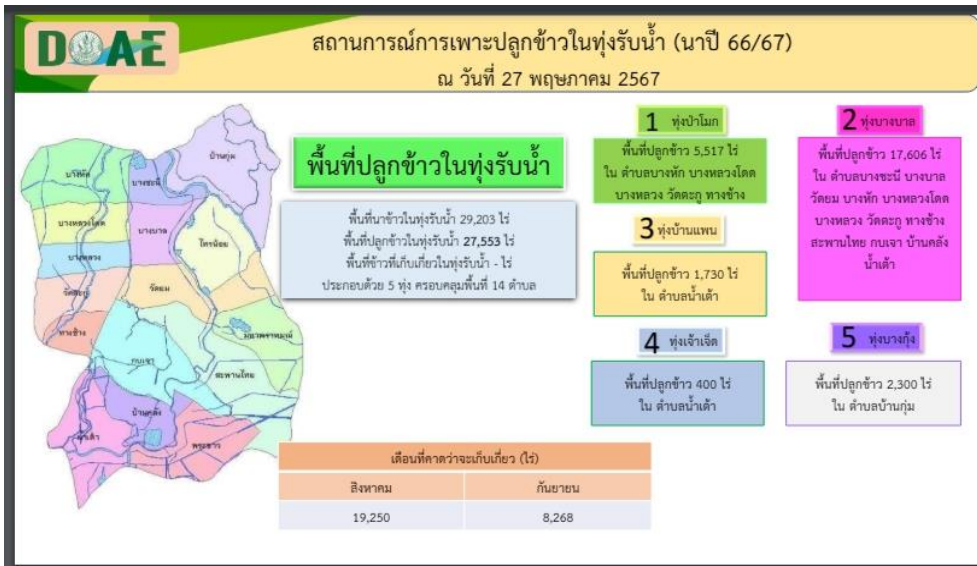 DOAE
สถานการณ์การเพาะปลูกข้าวในทุ่งรับน้ำ (นาปี 66/67)
ณ วันที่ 27 พฤษภาคม 2567
พื้นที่ปลูกข้าวในทุ่งรับน้ำ
พื้นที่นาข้าวในทุ่งรับน้ำ 29,203 ไร่
พื้นที่ปลูกข้าวในทุ่งรับน้ำ 27,553 ไร่
พื้นที่ข้าวที่เก็บเกี่ยวในทุ่งรับน้ำ - ไร่
ประกอบด้วย 5 ทุ่ง ครอบคลุมพื้นที่ 14 ตำบล
1 ทุ่งป่าโมก
พื้นที่ปลูกข้าว 5,517 ไร่
ใน ตำบลบางหัก บางหลวงโดด
บางหลวง วัดตะกู ทางช้าง
2 ทุ่งบางบาล
พื้นที่ปลูกข้าว 17,606 ไร่
ใน ตำบลบางชะนี บางบาล
วัดยม บางหัก บางหลวงโดด
บางหลวง วัดตะกู ทางช้าง
สะพานไทย กบเจา บ้านคลัง
น้ำเต้า
3 ทุ่งบ้านแพน
พื้นที่ปลูกข้าว 1,730 ไร่
ใน ตำบลน้ำเต้า
4 ทุ่งเจ้าเจ็ด
พื้นที่ปลูกข้าว 400 ไร่
ใน ตำบลน้ำเต้า
5 ทุ่งบางกุ้ง
พื้นที่ปลูกข้าว 2,300 ไร่
ใน ตำบลบ้านกุ่ม
บ้านกุ่ม
บางหัก
บางชะนี
บางหลวงโดด
บางบาล
ไทรน้อย
บางหลวง
วัดตะกู
วัดยม
ทางช้าง
มหาพราหมณ์
กบเจา
สะพานไทย
บ้านคลัง
น้ำเต้า
พระขาว
เดือนที่คาดว่าจะเก็บเกี่ยว (ไร่)
สิงหาคม กันยายน
19,250 8,268